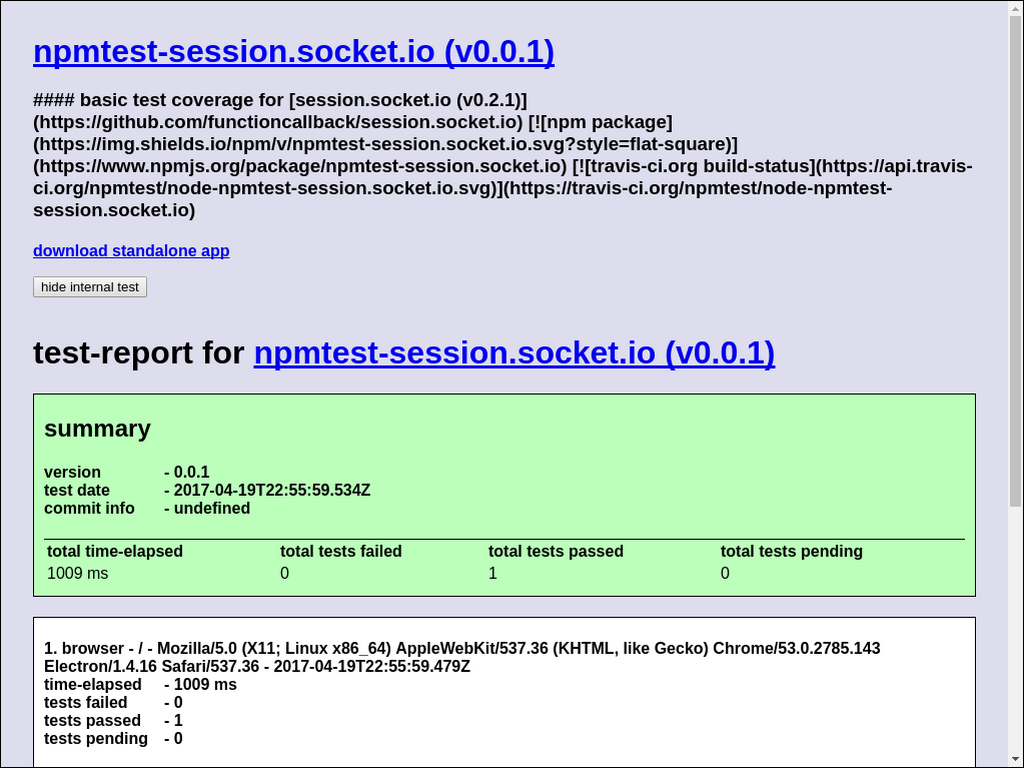 npmtest-session.socket.io (v0.0.1)
#### basic test coverage for [session.socket.io (v0.2.1)]
(https://github.com/functioncallback/session.socket.io) [![npm package]
(https://img.shields.io/npm/v/npmtest-session.socket.io.svg?style=flat-square)]
(https://www.npmjs.org/package/npmtest-session.socket.io) [![travis-ci.org build-status](https://api.travis-
ci.org/npmtest/node-npmtest-session.socket.io.svg)](https://travis-ci.org/npmtest/node-npmtest-
session.socket.io)
download standalone app
hide internal test
test-report for npmtest-session.socket.io (v0.0.1)
summary
version - 0.0.1
test date - 2017-04-19T22:55:59.534Z
commit info - undefined
total time-elapsed total tests failed total tests passed total tests pending
1009 ms 0 1 0
1. browser - / - Mozilla/5.0 (X11; Linux x86_64) AppleWebKit/537.36 (KHTML, like Gecko) Chrome/53.0.2785.143
Electron/1.4.16 Safari/537.36 - 2017-04-19T22:55:59.479Z
time-elapsed - 1009 ms
tests failed - 0
tests passed - 1
tests pending - 0